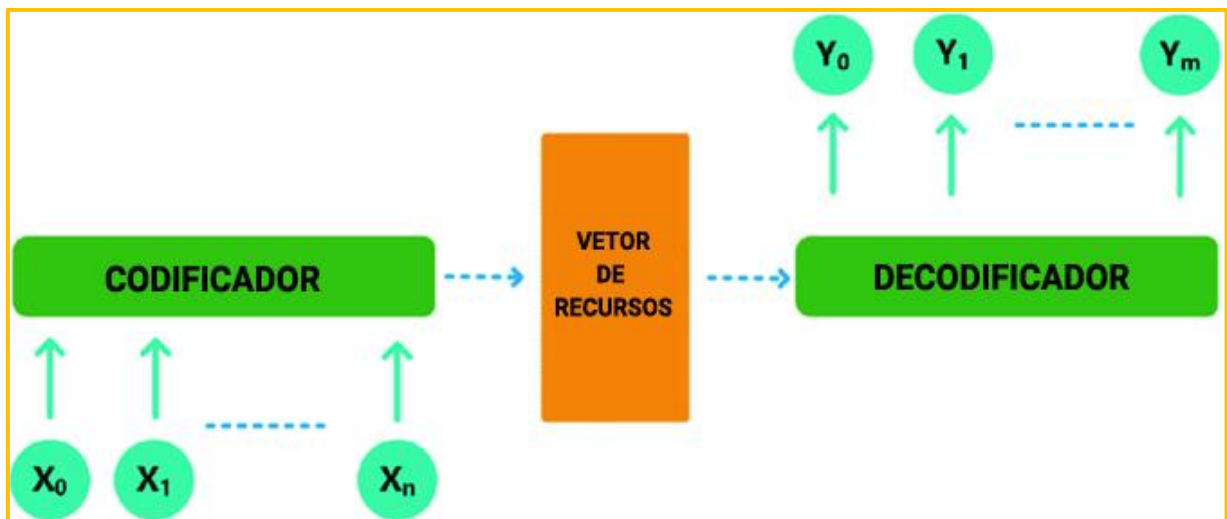 Y₀ Y₁ Yₘ
VETOR
DE
RECURSOS
CODIFICADOR
DECODIFICADOR
X₀ X₁ Xₙ